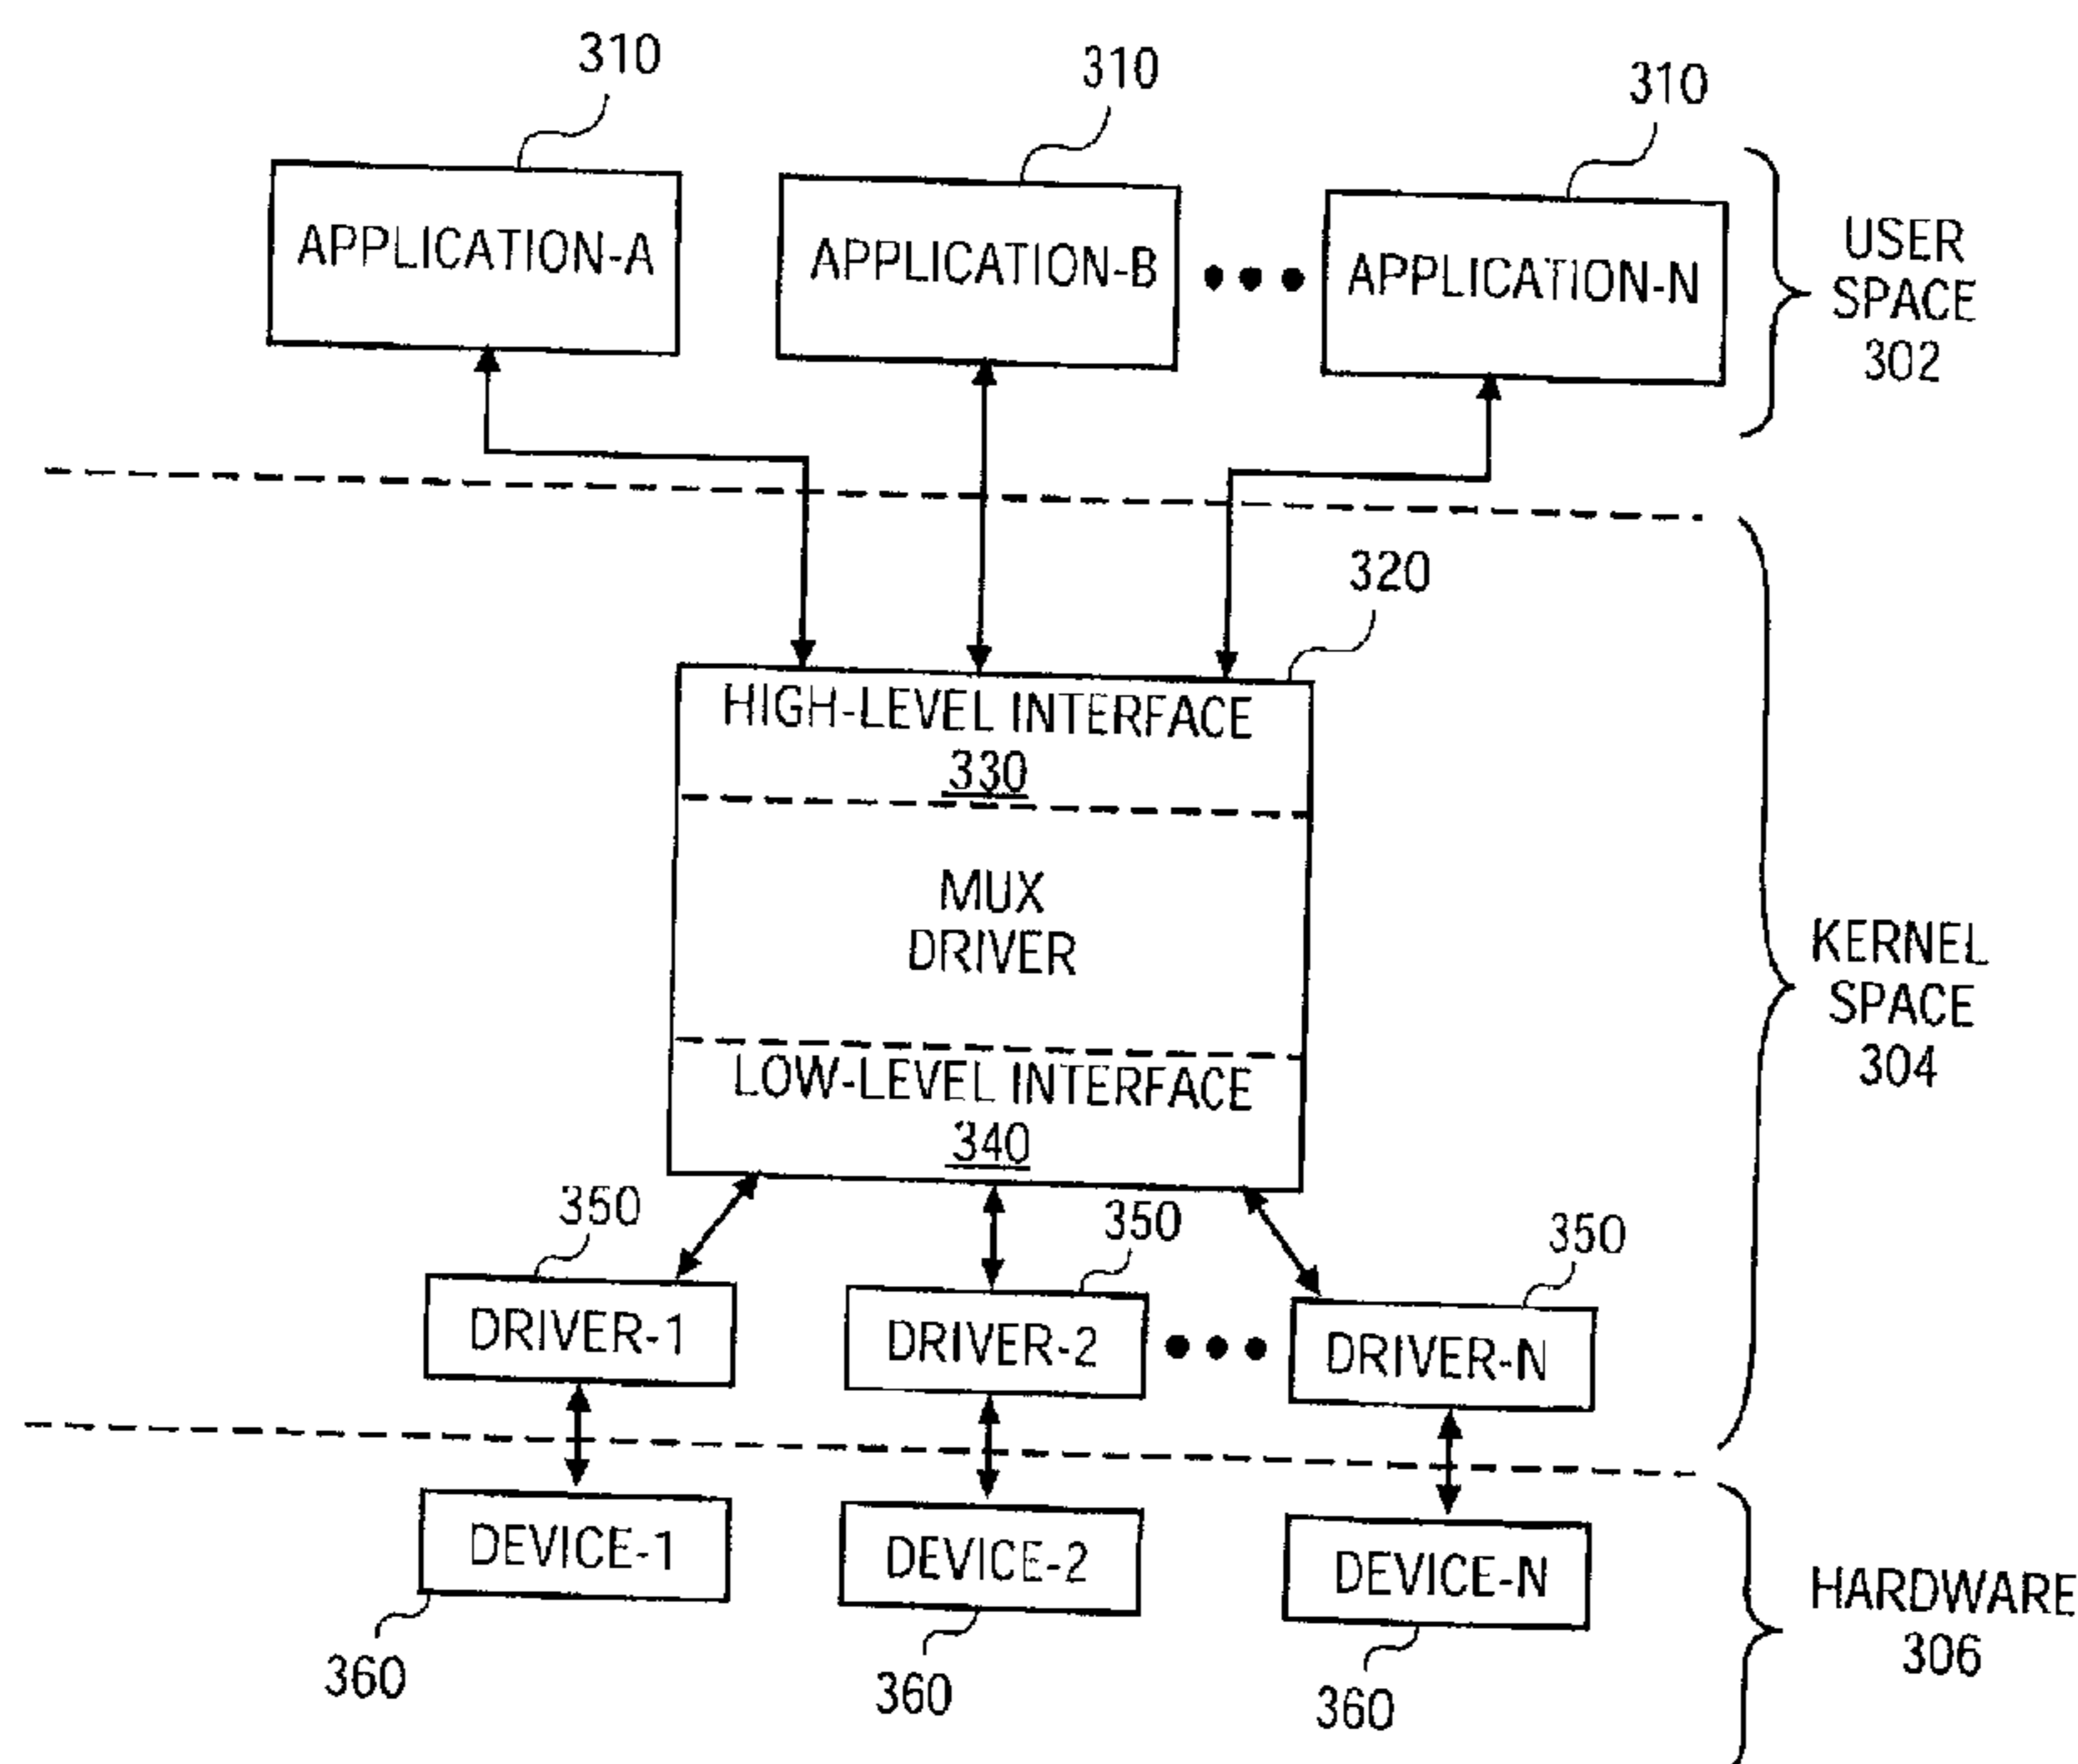 310
310
310
APPLICATION-A
APPLICATION-B
APPLICATION-N
USER
SPACE
302
320
HIGH-LEVEL INTERFACE
330
MUX
DRIVER
LOW-LEVEL INTERFACE
340
KERNEL
SPACE
304
350
350
350
DRIVER-1
DRIVER-2
DRIVER-N
DEVICE-1
DEVICE-2
DEVICE-N
HARDWARE
306
360
360
360